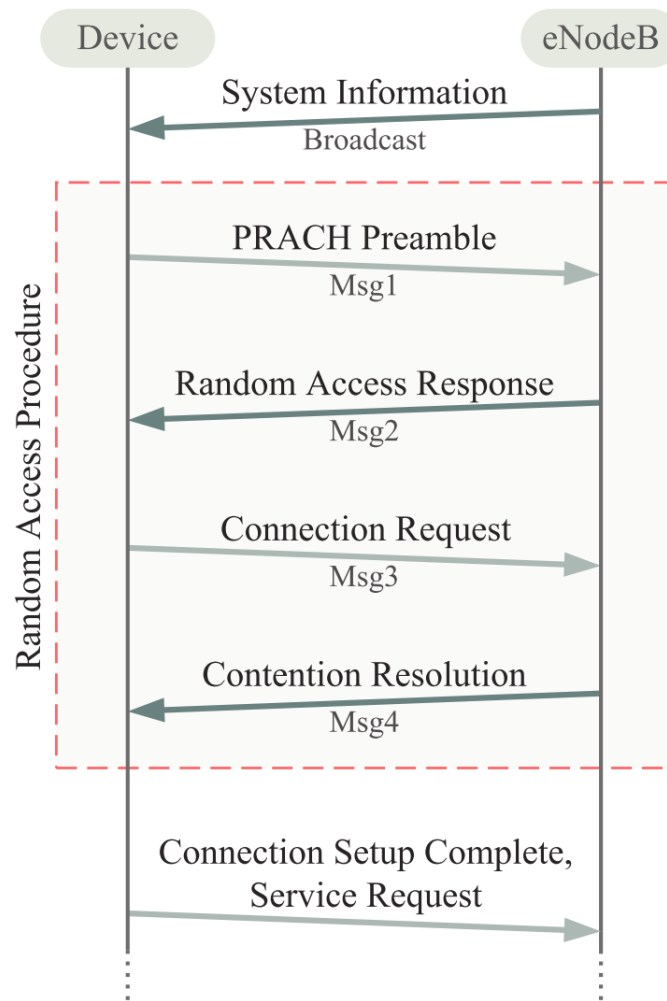 Device
eNodeB
System Information
Broadcast
Random Access Procedure
PRACH Preamble
Msg1
Random Access Response
Msg2
Connection Request
Msg3
Contention Resolution
Msg4
Connection Setup Complete,
Service Request